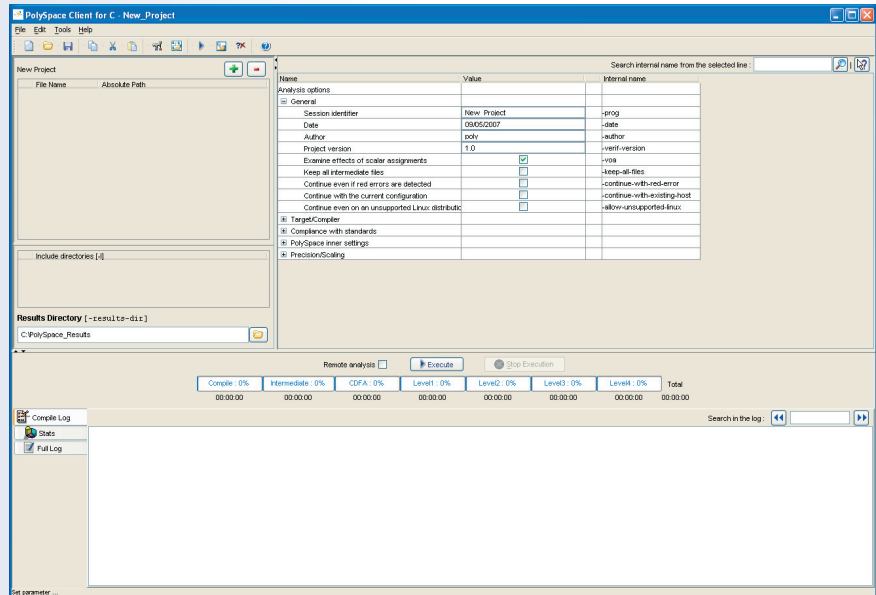 PolySpace Client for C - New_Project
File Edit Tools Help
Search internal name from the selected line :
New Project
File Name Absolute Path
Name Value Internal name
Analysis options
General
Session identifier New_Project -prog
Date 09/05/2007 -date
Author poly -author
Project version 1.0 -verif-version
Examine effects of scalar assignments -voa
Keep all intermediate files -keep-all-files
Continue even if red errors are detected -continue-with-red-error
Continue with the current configuration -continue-with-existing-host
Continue even on an unsupported Linux distributic -allow-unsupported-linux
Target/Compiler
Compliance with standards
PolySpace inner settings
Precision/Scaling
Include directories [-I]
Results Directory [-results-dir]
C:\PolySpace_Results
Remote analysis Execute Stop Execution
Compile : 0% Intermediate : 0% CDFA : 0% Level1 : 0% Level2 : 0% Level3 : 0% Level4 : 0% Total
00:00:00 00:00:00 00:00:00 00:00:00 00:00:00 00:00:00 00:00:00 00:00:00
Compile Log Search in the log :
Stats
Full Log
Set parameter ...